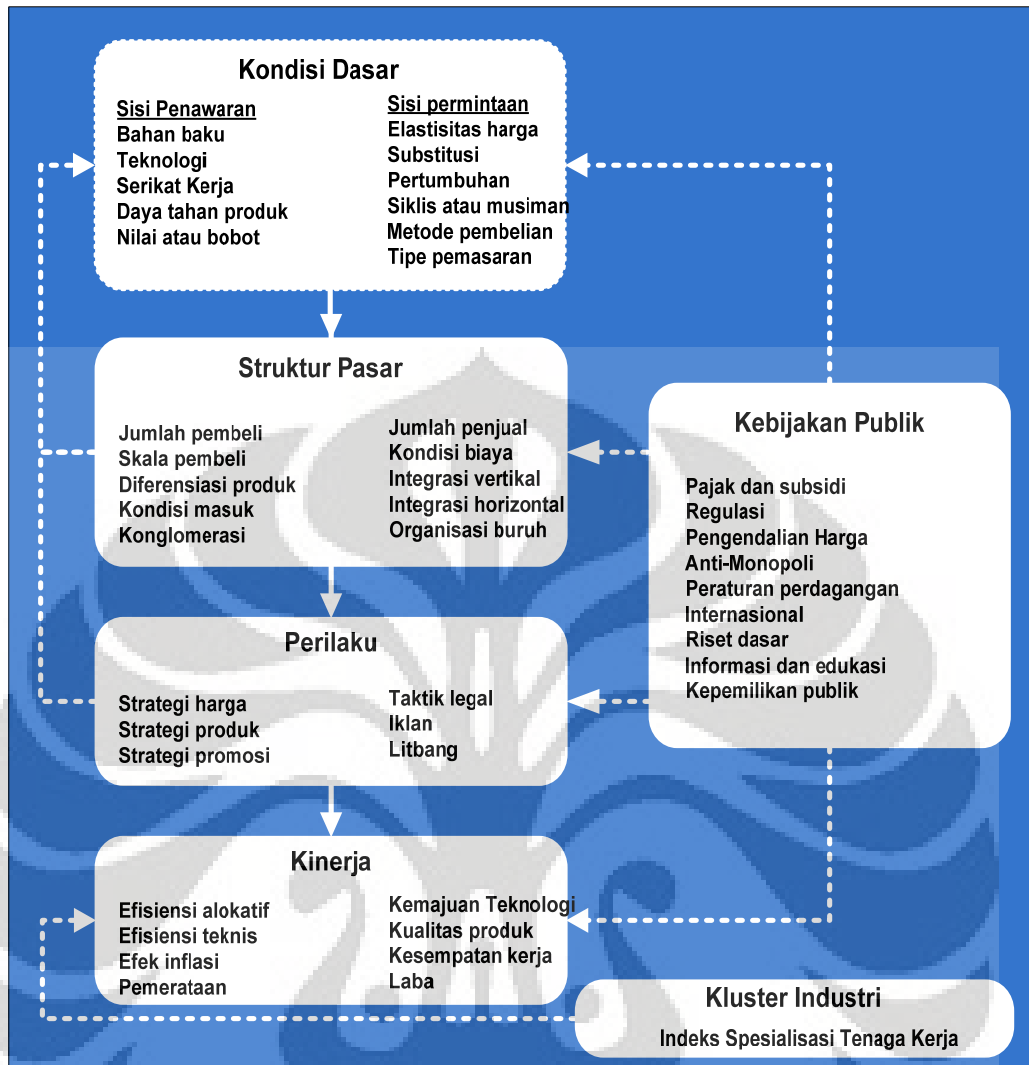 Kondisi Dasar
Sisi Penawaran
Bahan baku
Teknologi
Serikat Kerja
Daya tahan produk
Nilai atau bobot
Sisi permintaan
Elastisitas harga
Substitusi
Pertumbuhan
Siklis atau musiman
Metode pembelian
Tipe pemasaran
Struktur Pasar
Jumlah pembeli
Skala pembeli
Diferensiasi produk
Kondisi masuk
Konglomerasi
Jumlah penjual
Kondisi biaya
Integrasi vertikal
Integrasi horizontal
Organisasi buruh
Kebijakan Publik
Pajak dan subsidi
Regulasi
Pengendalian Harga
Anti-Monopoli
Peraturan perdagangan
Internasional
Riset dasar
Informasi dan edukasi
Kepemilikan publik
Perilaku
Strategi harga
Strategi produk
Strategi promosi
Taktik legal
Iklan
Litbang
Kinerja
Efisiensi alokatif
Efisiensi teknis
Efek inflasi
Pemerataan
Kemajuan Teknologi
Kualitas produk
Kesempatan kerja
Laba
Kluster Industri
Indeks Spesialisasi Tenaga Kerja